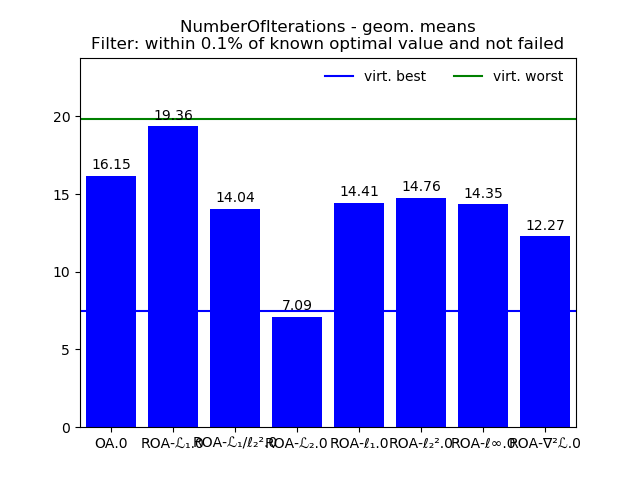 NumberOfIterations - geom. means
Filter: within 0.1% of known optimal value and not failed
virt. best virt. worst
20
15
10
5
0
16.15 19.36 14.04 7.09 14.41 14.76 14.35 12.27
OA.0 ROA-ℒ₁.0 ROA-ℒ₁/ℓ₂².0 ROA-ℒ₂.0 ROA-ℓ₁.0 ROA-ℓ₂².0 ROA-ℓ∞.0 ROA-∇²ℒ.0